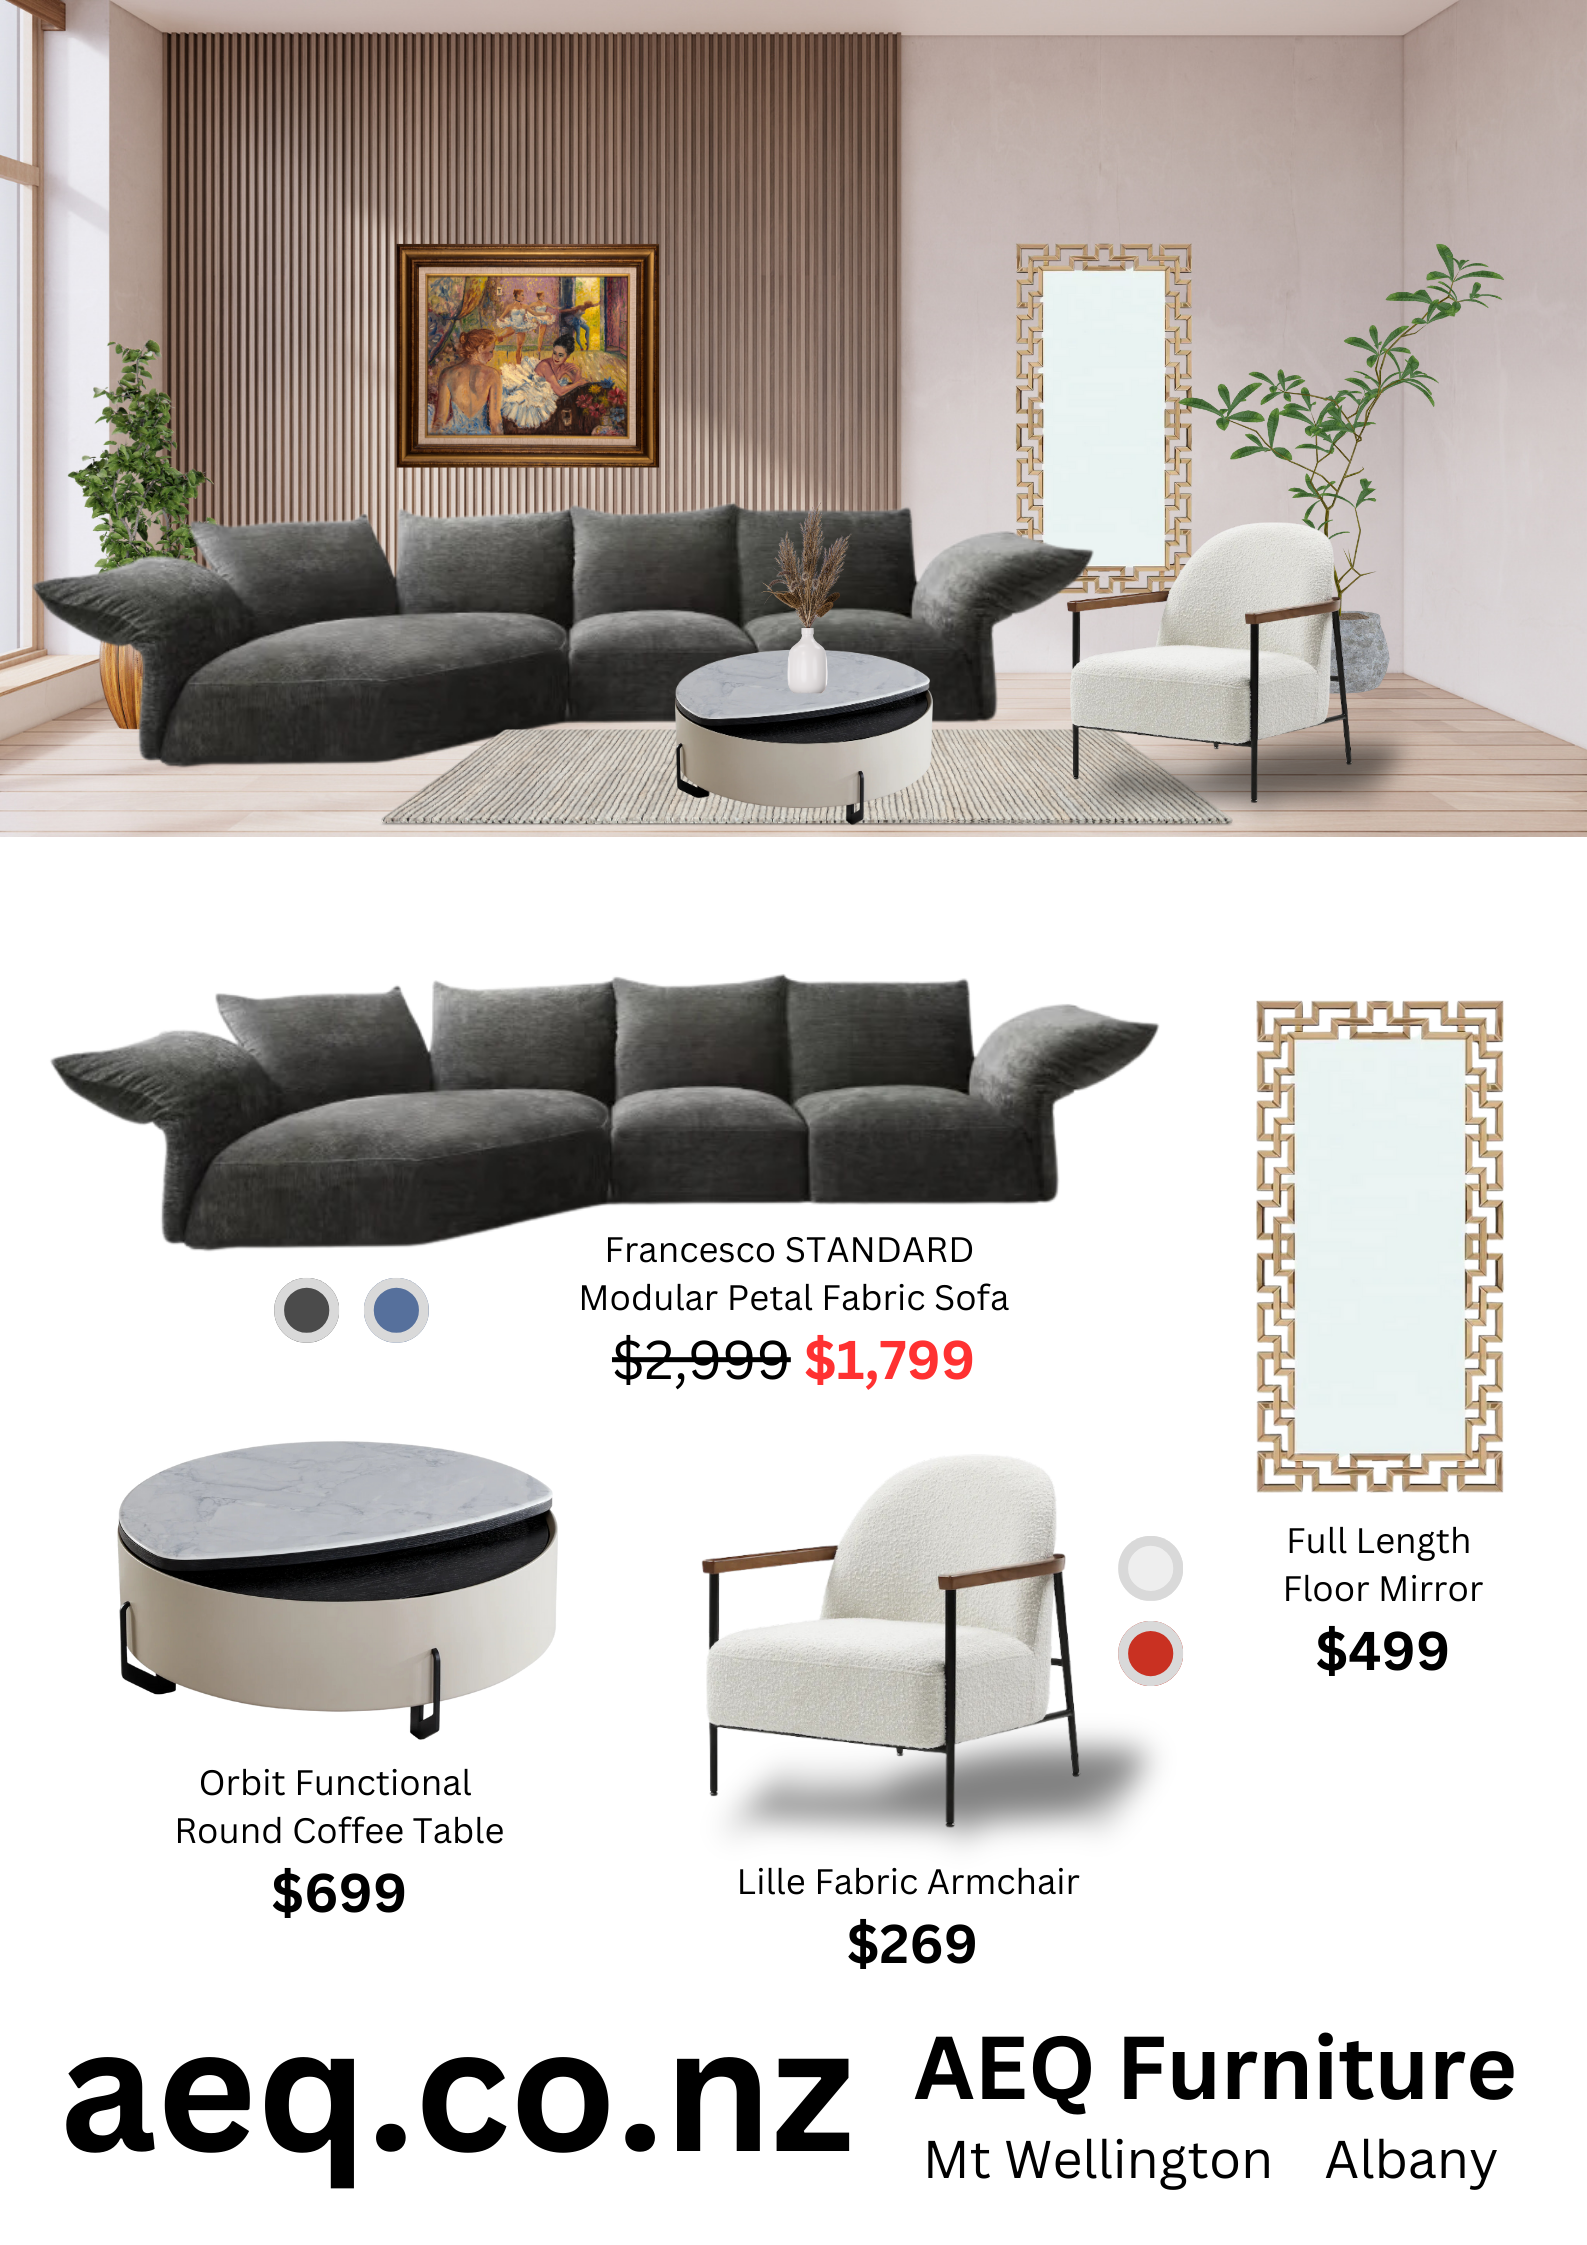 Francesco STANDARD
Modular Petal Fabric Sofa
$2,999 $1,799
Full Length
Floor Mirror
$499
Orbit Functional
Round Coffee Table
$699
Lille Fabric Armchair
$269
aeq.co.nz
AEQ Furniture
Mt Wellington Albany